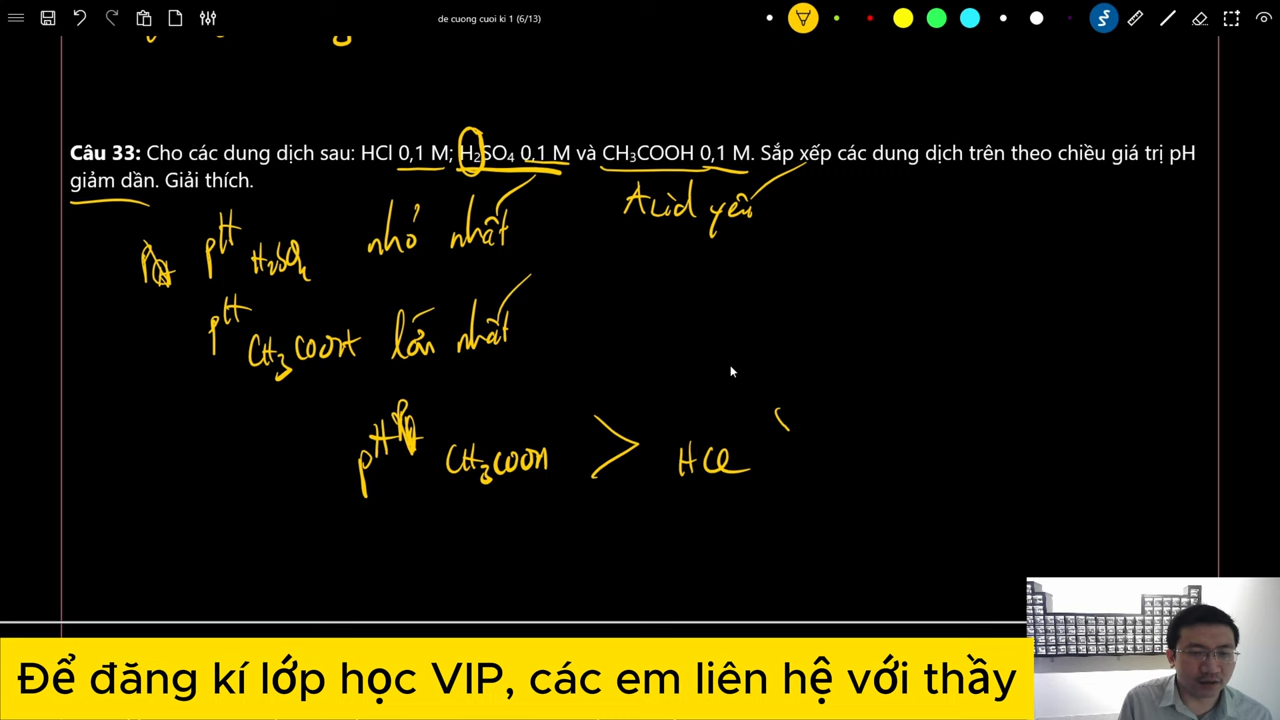 de cuong cuoi ki 1 (6/13)
Câu 33: Cho các dung dịch sau: HCl 0,1 M; H₂SO₄ 0,1 M và CH₃COOH 0,1 M. Sắp xếp các dung dịch trên theo chiều giá trị pH
giảm dần. Giải thích.
Acid yếu
pH H₂SO₄ nhỏ nhất
pH CH₃COOH lớn nhất
pH CH₃COOH > HCl
Để đăng kí lớp học VIP, các em liên hệ với thầy